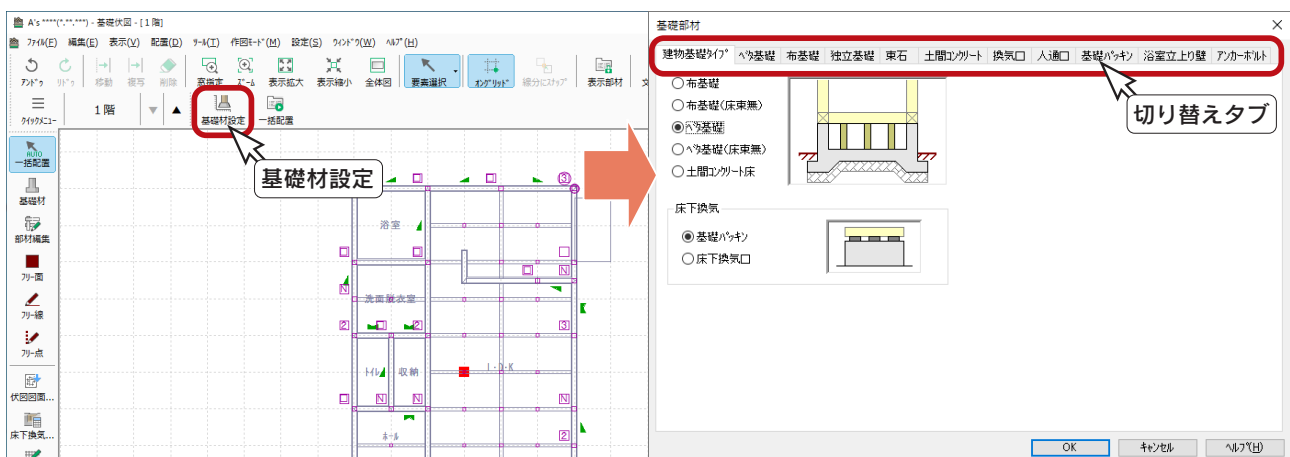 A's ****(*.**.***) - 基礎伏図 - [1 階]
ﾌｧｲﾙ(F) 編集(E) 表示(V) 配置(D) ﾂｰﾙ(T) 作図ﾓｰﾄﾞ(M) 設定(S) ｳｨﾝﾄﾞｳ(W) ﾍﾙﾌﾟ(H)
ｱﾝﾄﾞｩ ﾘﾄﾞｩ 移動 複写 削除 窓指定 ｽﾞｰﾑ 表示拡大 表示縮小 全体図 要素選択 ｵﾝｸﾞﾘｯﾄﾞ 線分にｽﾅｯﾌﾟ 表示部材 文
ｸｲｯｸﾒﾆｭｰ 1 階 基礎材設定 一括配置
基礎材設定
AUTO
一括配置
基礎材
部材編集
ﾌﾘｰ面
ﾌﾘｰ線
ﾌﾘｰ点
伏図図面...
床下換気...
3
浴室
N
N
洗面脱衣室
2
2
3
ﾄｲﾚ 収納
L・D・K
N
N
N
ﾎｰﾙ
2
基礎部材
建物基礎ﾀｲﾌﾟ ﾍﾞﾀ基礎 布基礎 独立基礎 束石 土間ｺﾝｸﾘｰﾄ 換気口 人通口 基礎ﾊﾟｯｷﾝ 浴室立上り壁 ｱﾝｶｰﾎﾞﾙﾄ
切り替えタブ
布基礎
布基礎(床束無)
ﾍﾞﾀ基礎
ﾍﾞﾀ基礎(床束無)
土間ｺﾝｸﾘｰﾄ床
床下換気
基礎ﾊﾟｯｷﾝ
床下換気口
OK ｷｬﾝｾﾙ ﾍﾙﾌﾟ(H)